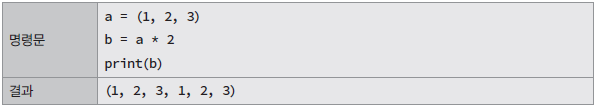 명령문
a = (1, 2, 3)
b = a * 2
print(b)
결과
(1, 2, 3, 1, 2, 3)